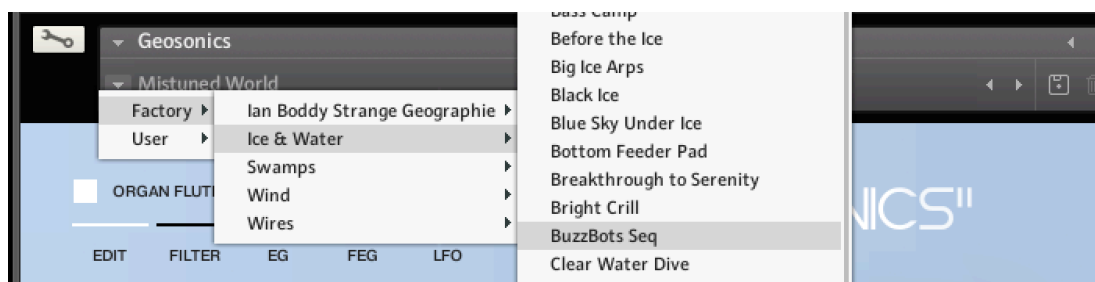 Bass Camp
Geosonics
Before the Ice
Big Ice Arps
Mistuned World
Black Ice
Factory
Ian Boddy Strange Geographie
Blue Sky Under Ice
User
Ice & Water
Bottom Feeder Pad
Swamps
Breakthrough to Serenity
ORGAN FLUT
Wind
Bright Crill
NICS"
Wires
BuzzBots Seq
EDIT
FILTER
EG
FEG
LFO
Clear Water Dive